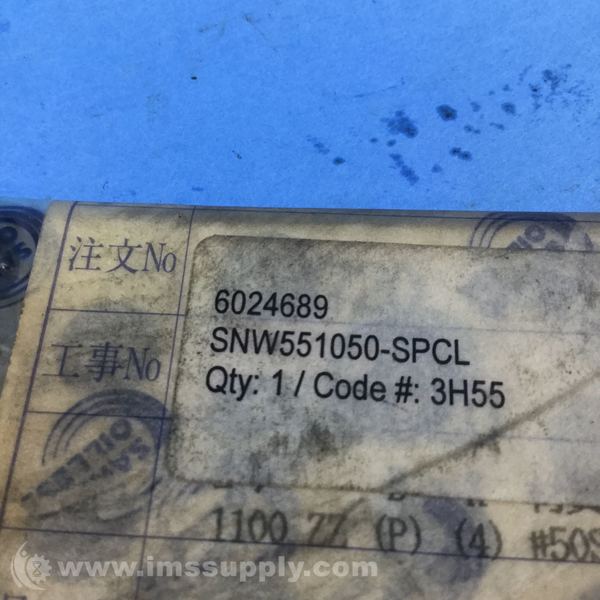 注文No
6024689
SNW551050-SPCL
工事No
Qty: 1 / Code #: 3H55
1100 ZZ (P) (4) #50S
www.imssupply.com